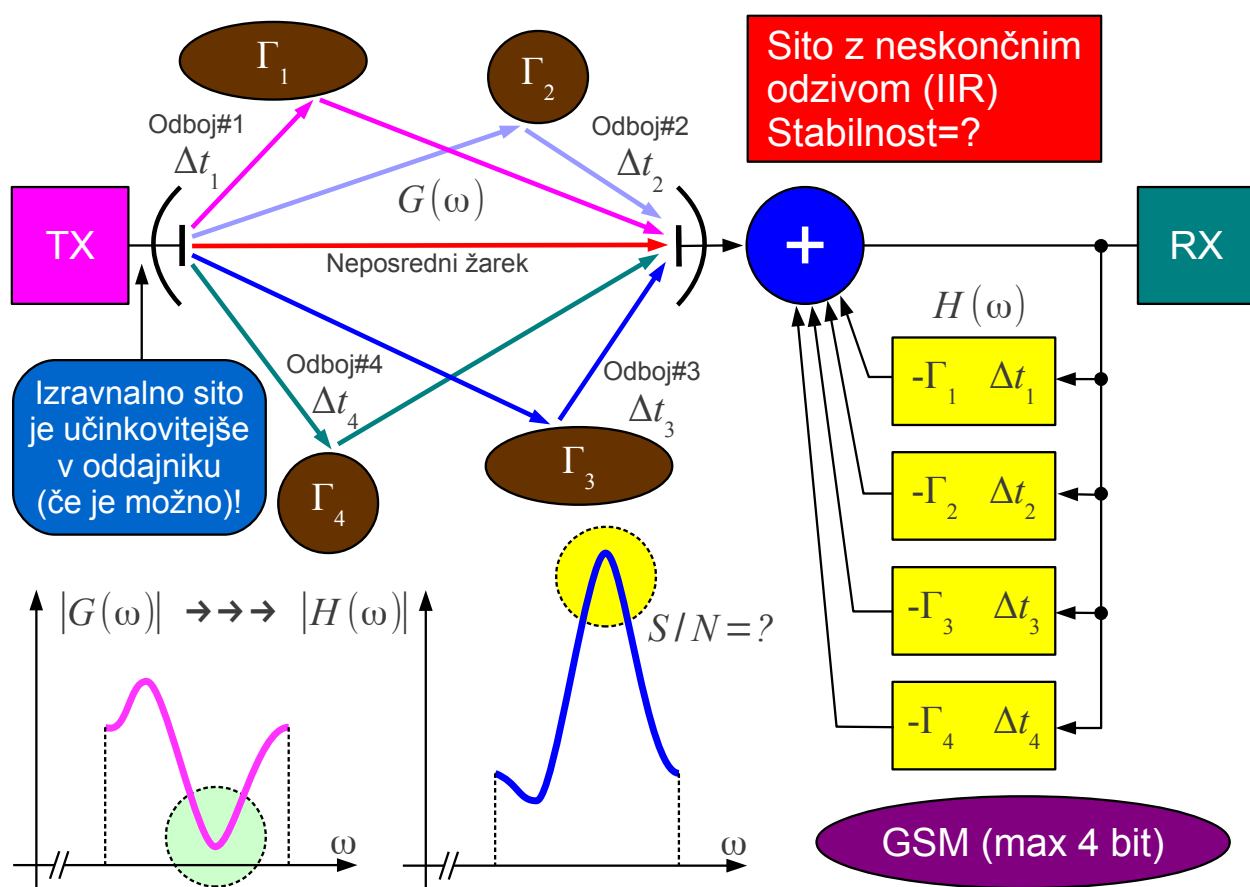 Γ₁
Γ₂
Sito z neskončnim
odzivom (IIR)
Stabilnost=?
Odboj#1
Δt₁
Odboj#2
Δt₂
G(ω)
TX
Neposredni žarek
+
RX
H(ω)
Izravnalno sito
je učinkovitejše
v oddajniku
(če je možno)!
Odboj#4
Δt₄
Odboj#3
Δt₃
Γ₄
Γ₃
-Γ₁ Δt₁
-Γ₂ Δt₂
-Γ₃ Δt₃
-Γ₄ Δt₄
|G(ω)| →→→ |H(ω)|
S/N=?
ω
ω
GSM (max 4 bit)